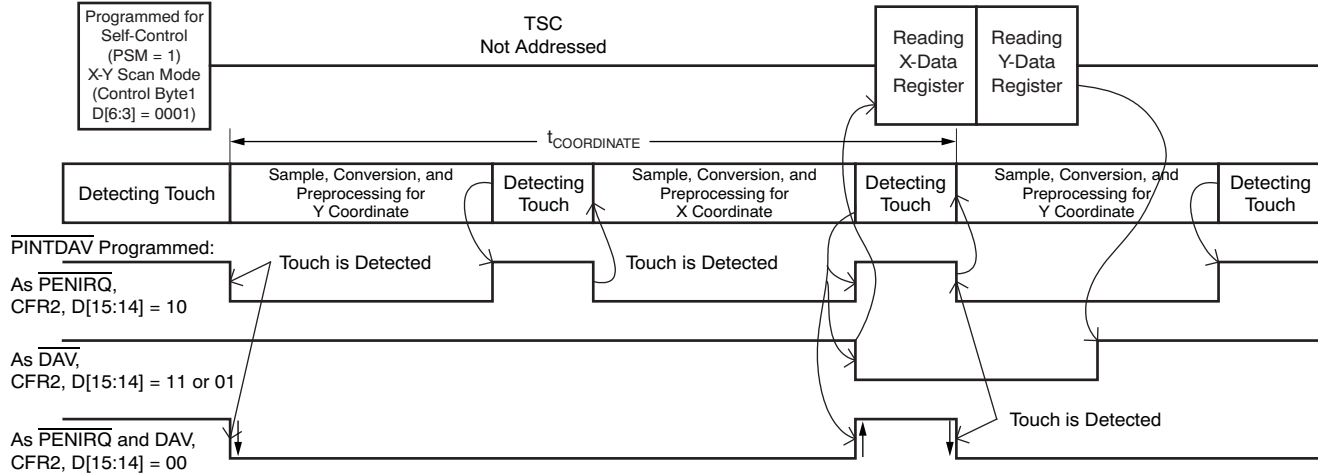 Programmed for
Self-Control
(PSM = 1)
X-Y Scan Mode
(Control Byte1
D[6:3] = 0001)
TSC
Not Addressed
Reading
X-Data
Register
Reading
Y-Data
Register
tCOORDINATE
Detecting Touch
Sample, Conversion, and
Preprocessing for
Y Coordinate
Detecting
Touch
Sample, Conversion, and
Preprocessing for
X Coordinate
Detecting
Touch
Sample, Conversion, and
Preprocessing for
Y Coordinate
Detecting
Touch
PINTDAV Programmed:
Touch is Detected
Touch is Detected
As PENIRQ,
CFR2, D[15:14] = 10
As DAV,
CFR2, D[15:14] = 11 or 01
Touch is Detected
As PENIRQ and DAV,
CFR2, D[15:14] = 00